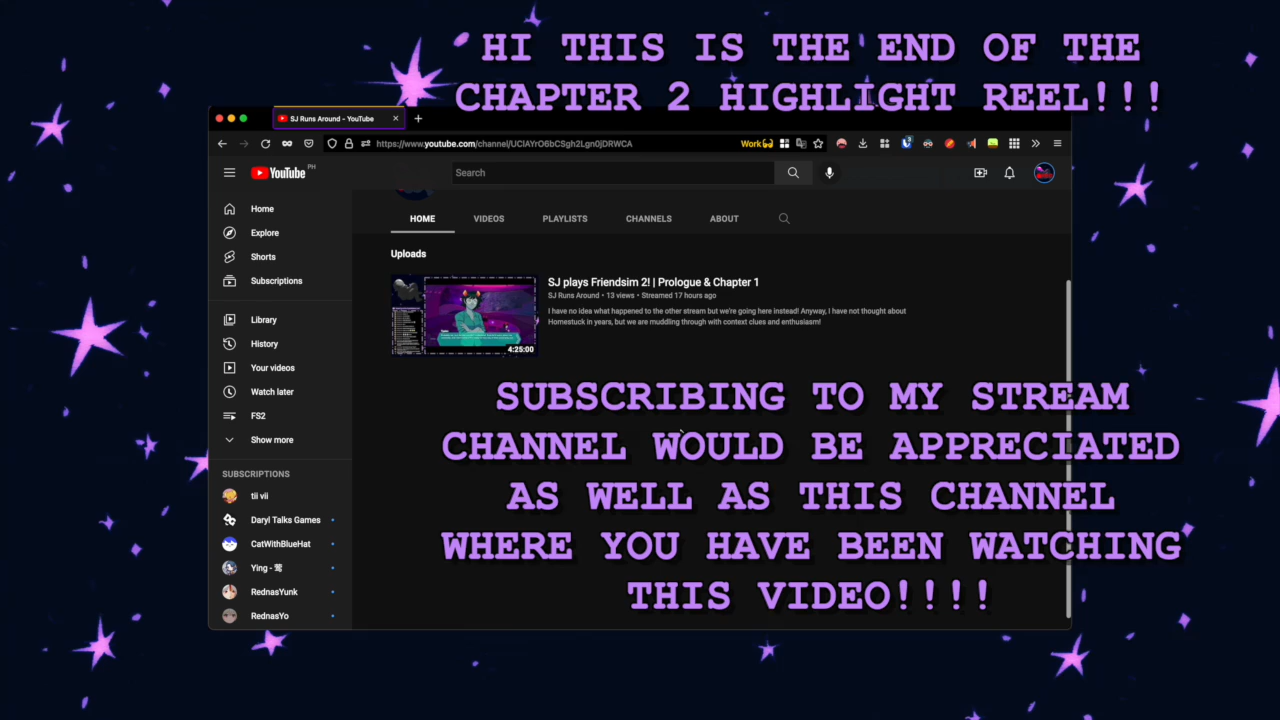 HI THIS IS THE END OF THE
CHAPTER 2 HIGHLIGHT REEL!!!
SJ Runs Around - YouTube
https://www.youtube.com/channel/UCIAYrO6bCSgh2Lgn0jDRWCA
Work
YouTube PH
Search
HOME VIDEOS PLAYLISTS CHANNELS ABOUT
Home
Explore
Shorts
Subscriptions
Library
History
Your videos
Watch later
FS2
Show more
SUBSCRIPTIONS
tii vii
Daryl Talks Games
CatWithBlueHat
Ying - 莺
RednasYunk
RednasYo
Uploads
4:25:00
SJ plays Friendsim 2! | Prologue & Chapter 1
SJ Runs Around • 13 views • Streamed 17 hours ago
I have no idea what happened to the other stream but we're going here instead! Anyway, I have not thought about
Homestuck in years, but we are muddling through with context clues and enthusiasm!
SUBSCRIBING TO MY STREAM
CHANNEL WOULD BE APPRECIATED
AS WELL AS THIS CHANNEL
WHERE YOU HAVE BEEN WATCHING
THIS VIDEO!!!!